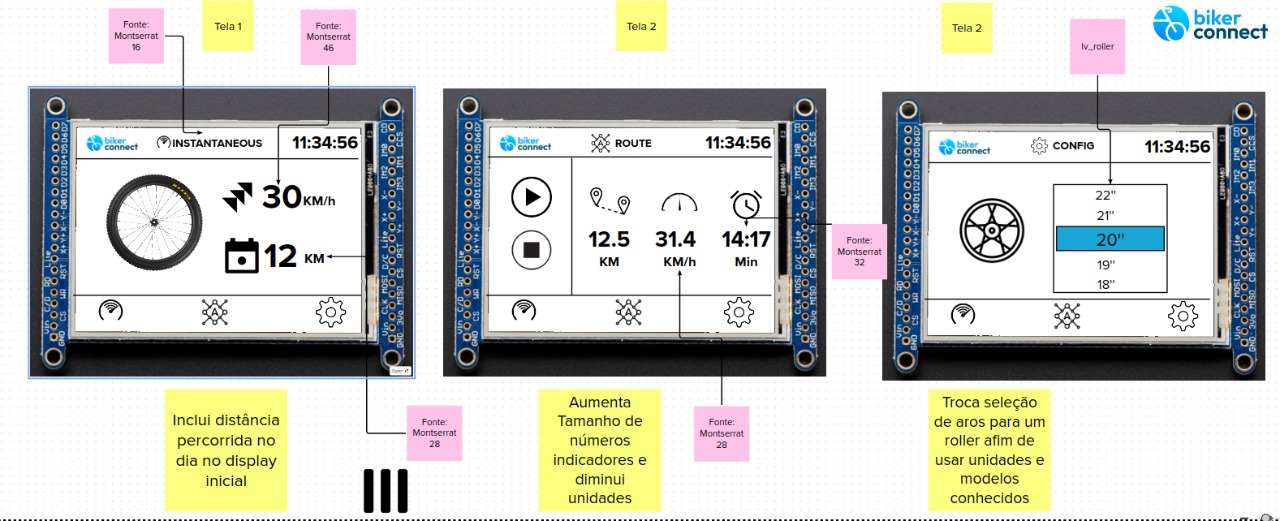 Fonte:
Montserrat
16
Tela 1
Fonte:
Montserrat
46
Tela 2
Tela 2
lv_roller
biker
connect
biker
connect
INSTANTANEOUS
11:34:56
30 KM/h
12 KM
biker
connect
ROUTE
11:34:56
12.5
KM
31.4
KM/h
14:17
Min
A
A
Fonte:
Montserrat
32
biker
connect
CONFIG
11:34:56
22"
21"
20"
19"
18"
A
Open
Inclui distância
percorrida no
dia no display
inicial
Fonte:
Montserrat
28
Aumenta
Tamanho de
números
indicadores e
diminui
unidades
Fonte:
Montserrat
28
Troca seleção
de aros para um
roller afim de
usar unidades e
modelos
conhecidos